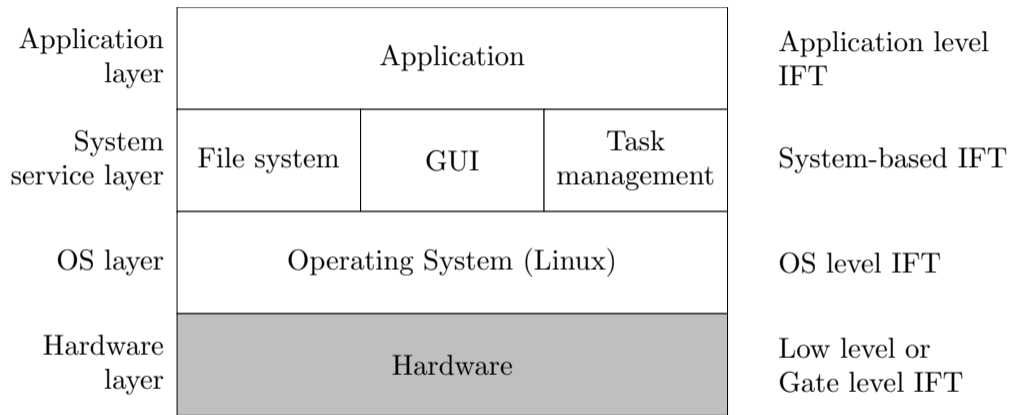 Application
layer
Application
Application level
IFT
System
service layer
File system
GUI
Task
management
System-based IFT
OS layer
Operating System (Linux)
OS level IFT
Hardware
layer
Hardware
Low level or
Gate level IFT